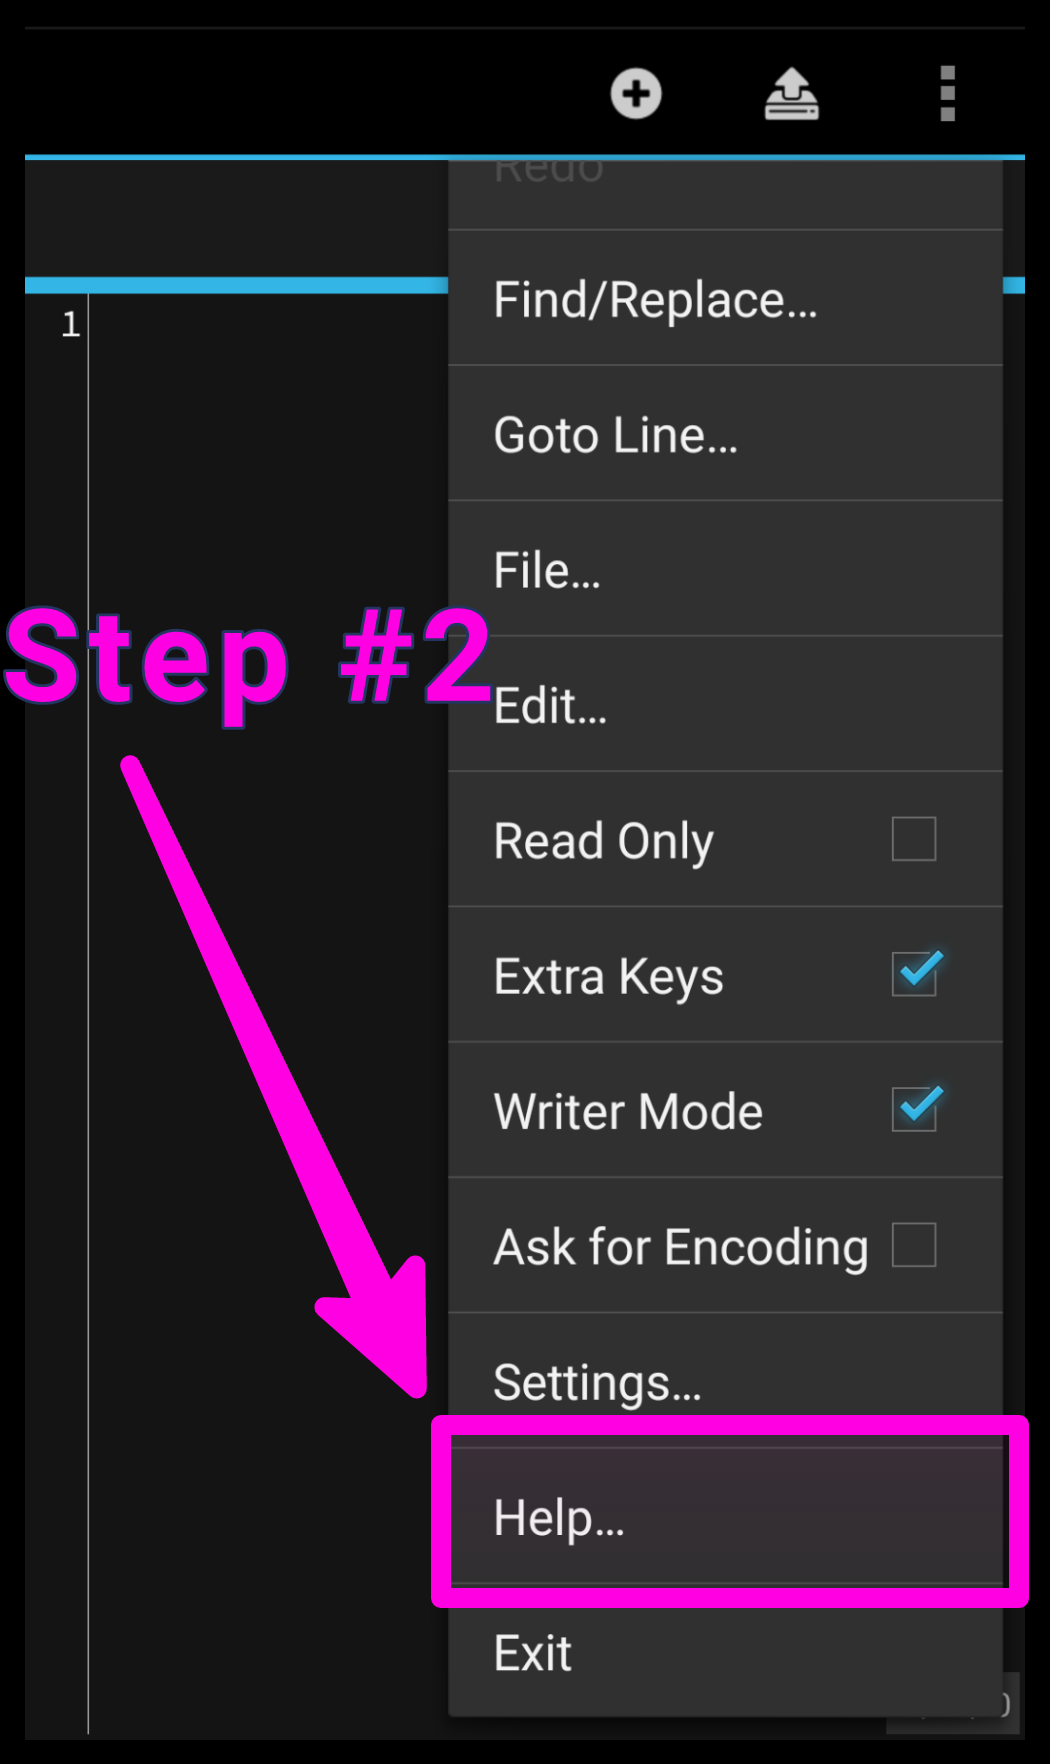 Redo
Find/Replace...
1
Goto Line...
File...
Step #2
Edit...
Read Only
Extra Keys
Writer Mode
Ask for Encoding
Settings...
Help...
Exit